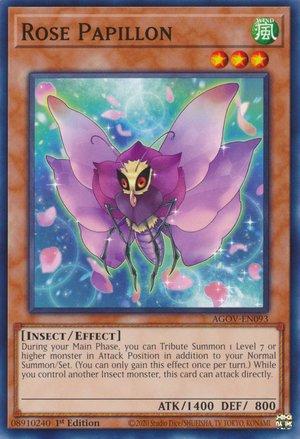 ROSE PAPILLON
WIND
風
AGOV-EN093
[Insect/Effect]
During your Main Phase, you can Tribute Summon 1 Level 7 or
higher monster in Attack Position in addition to your Normal
Summon/Set. (You can only gain this effect once per turn.) While
you control another Insect monster, this card can attack directly.
ATK/1400 DEF/ 800
08910240 1st Edition ©2020 Studio Dice/SHUEISHA, TV TOKYO, KONAMI